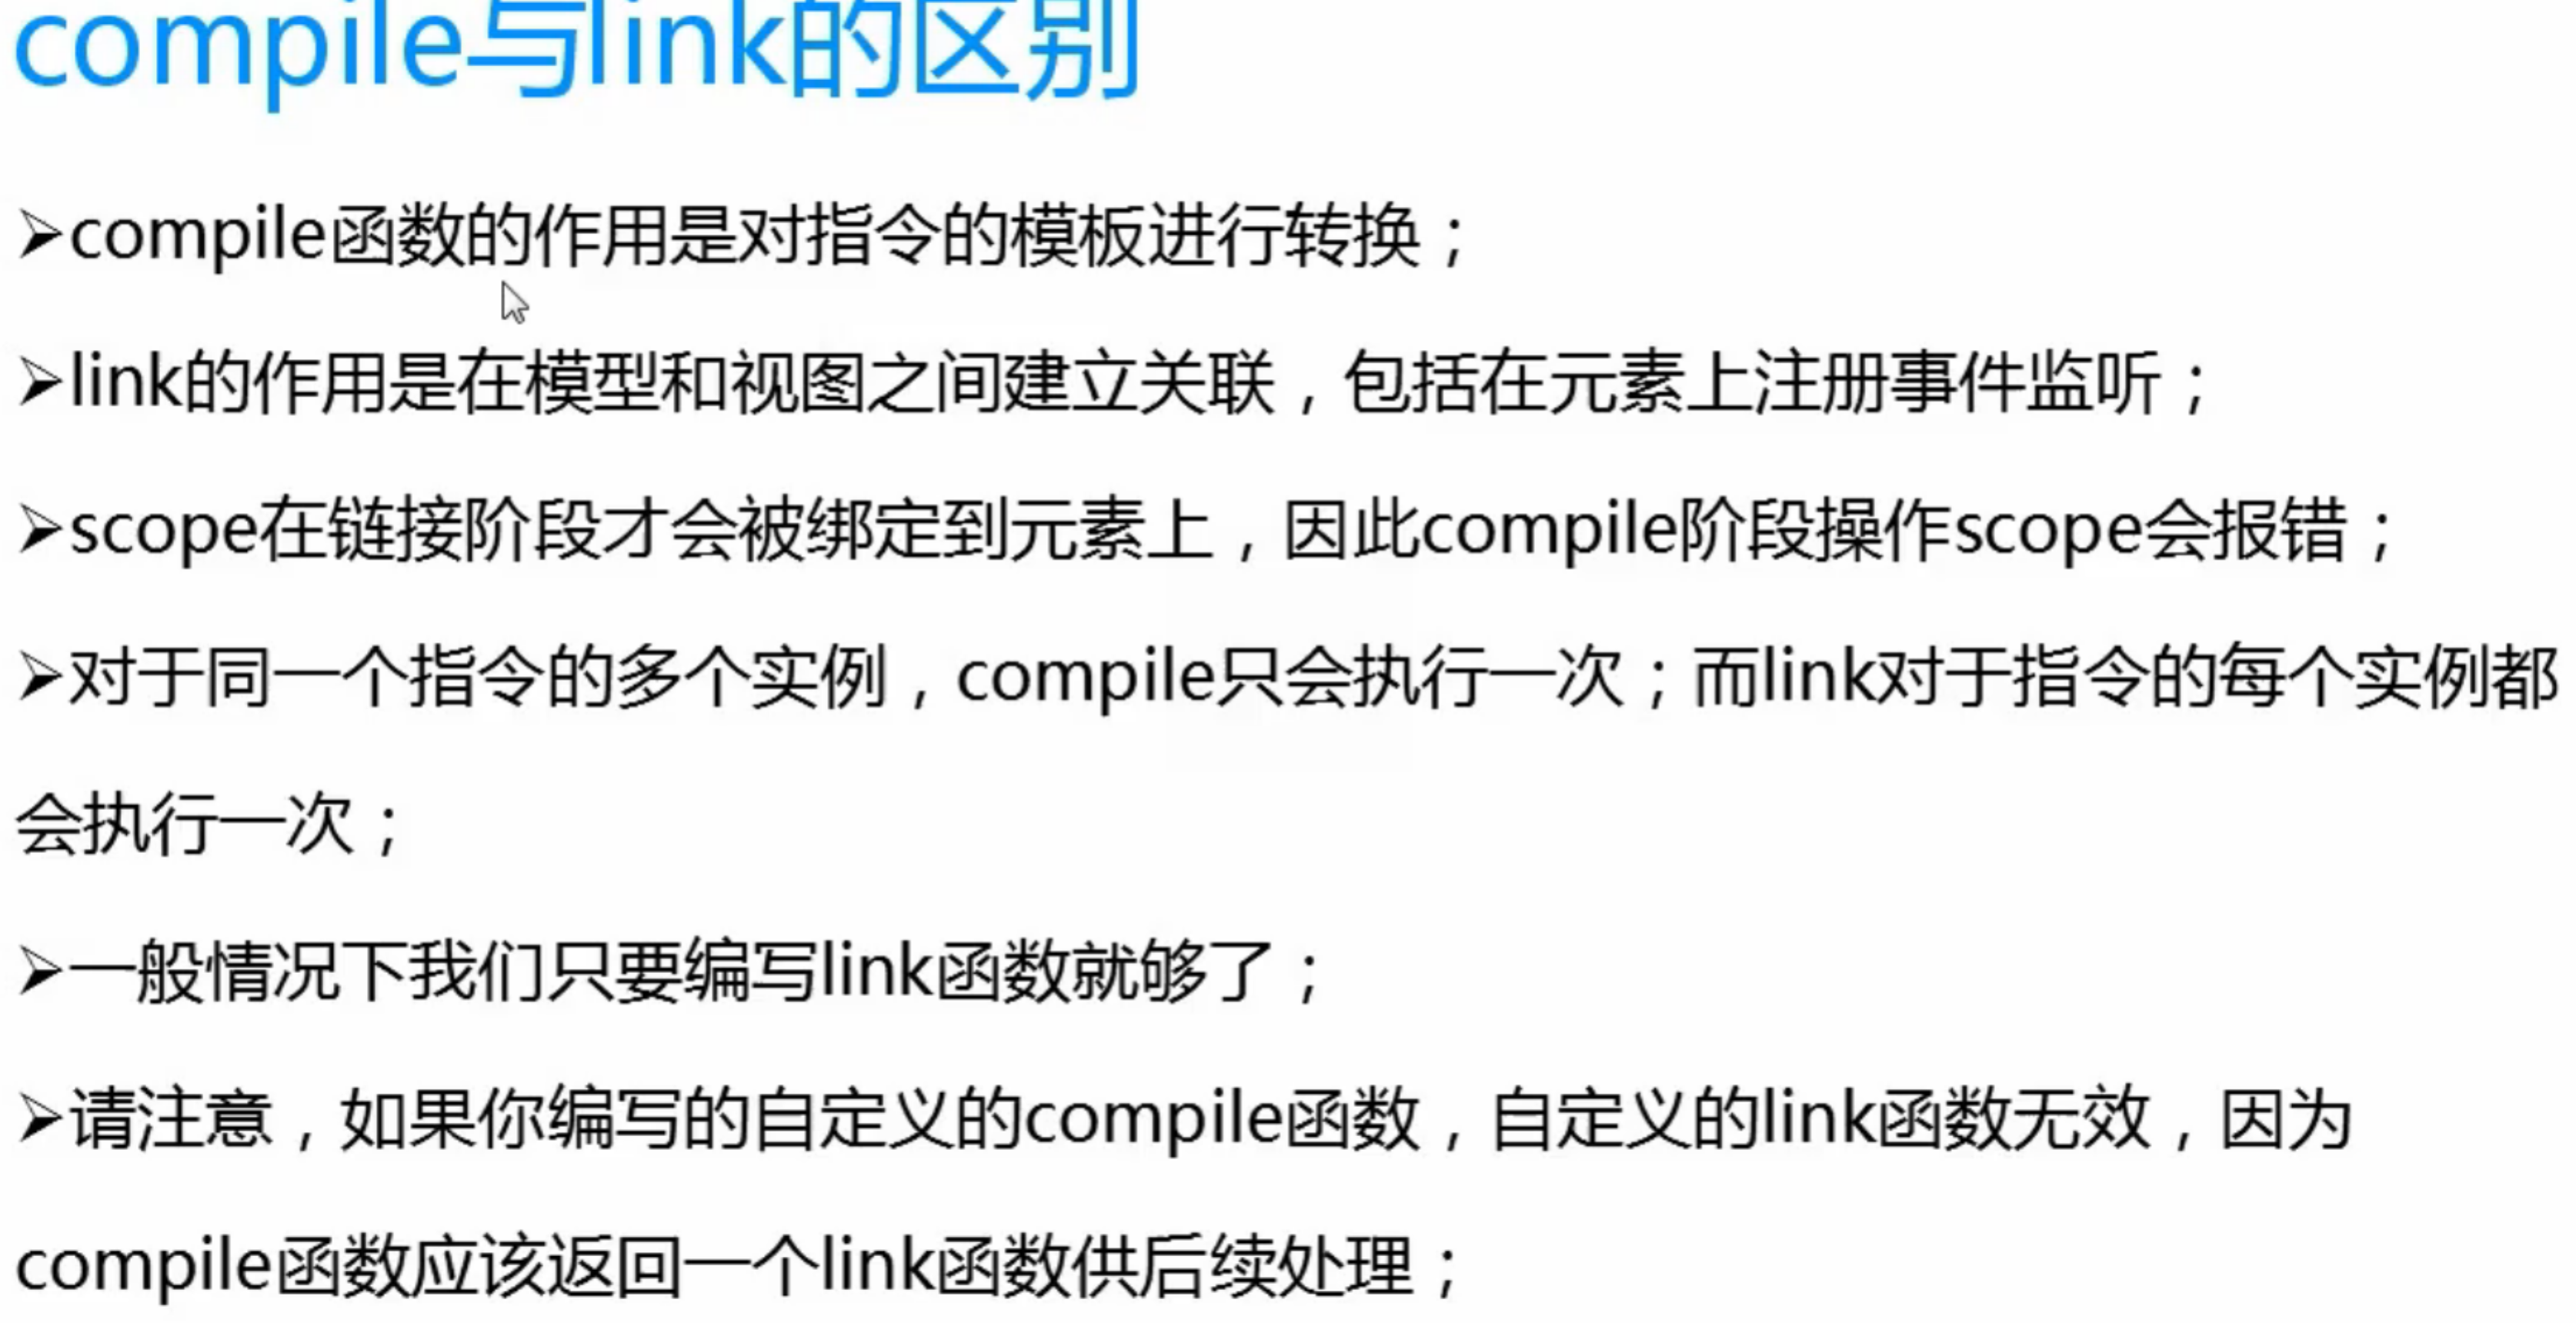 compile与link的区别
➢compile函数的作用是对指令的模板进行转换；
➢link的作用是在模型和视图之间建立关联，包括在元素上注册事件监听；
➢scope在链接阶段才会被绑定到元素上，因此compile阶段操作scope会报错；
➢对于同一个指令的多个实例，compile只会执行一次；而link对于指令的每个实例都
会执行一次；
➢一般情况下我们只要编写link函数就够了；
➢请注意，如果你编写的自定义的compile函数，自定义的link函数无效，因为
compile函数应该返回一个link函数供后续处理；